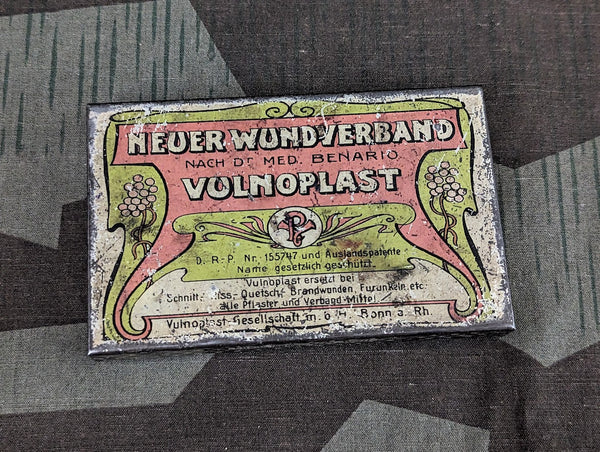 NEUER WUNDVERBAND
NACH DR MED. BENARIO
VULNOPLAST
D. R. P. Nr. 155747 und Auslandspatente
Name gesetzlich geschützt.
Vulnoplast ersetzt bei
Schnitt-, Riss-, Quetsch-, Brandwunden, Furunkeln etc.
alle Pflaster und Verband-Mittel
Vulnoplast-Gesellschaft m. b. H. Bonn a. Rh.